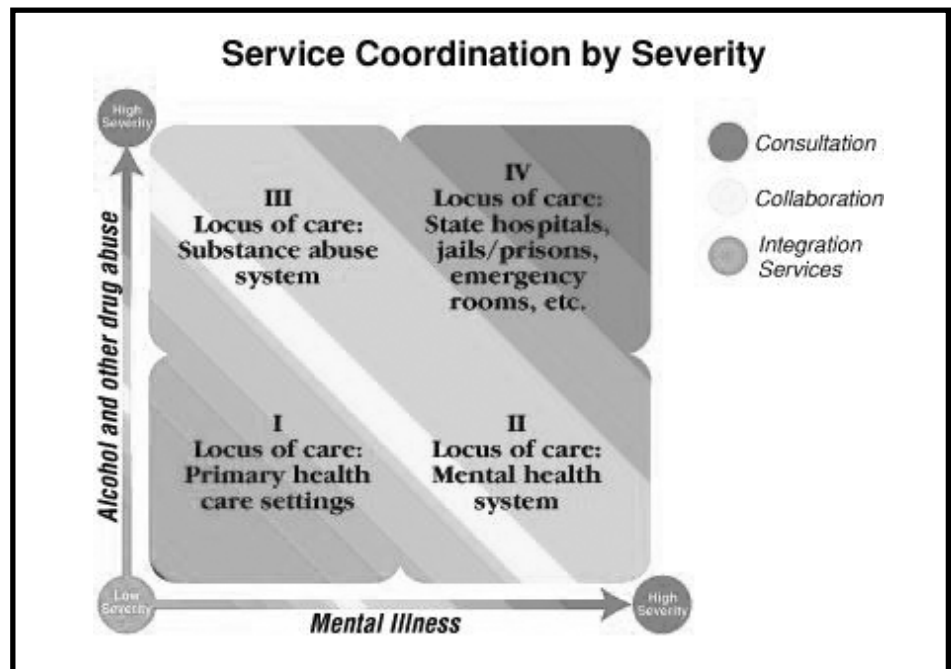 Service Coordination by Severity
High
Severity
III
Locus of care:
Substance abuse
system
IV
Locus of care:
State hospitals,
jails/prisons,
emergency
rooms, etc.
Consultation
Collaboration
Integration
Services
Alcohol and other drug abuse
I
Locus of care:
Primary health
care settings
II
Locus of care:
Mental health
system
Low
Severity
Mental Illness
High
Severity